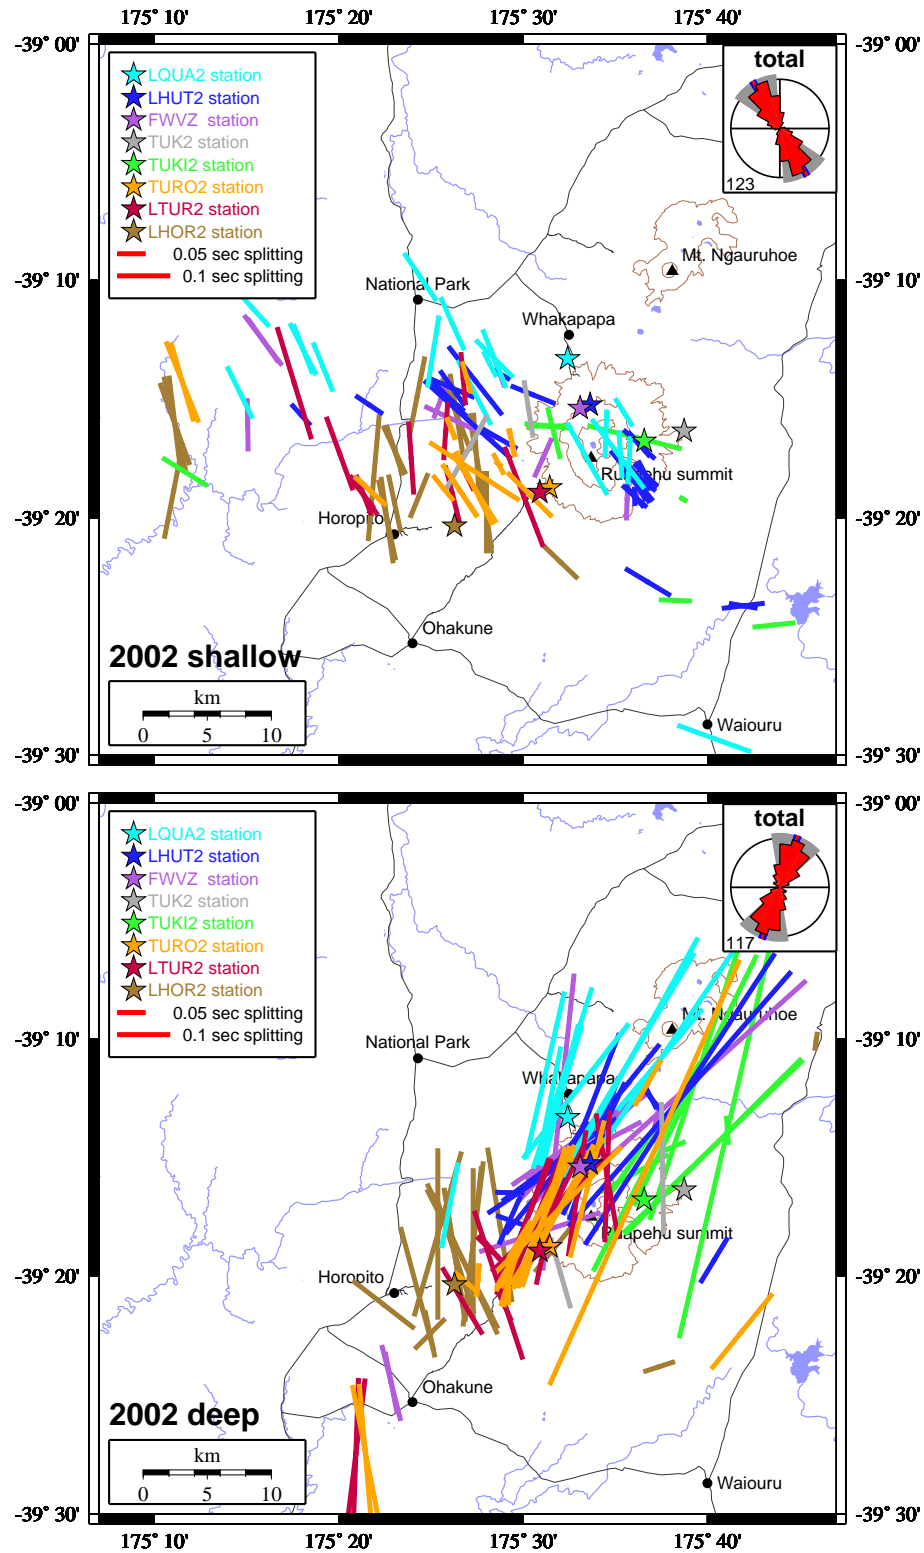 175° 10' 175° 20' 175° 30' 175° 40'
-39° 00' -39° 00'
total
LQUA2 station
LHUT2 station
FWVZ station
TUK2 station
TUKI2 station
TURO2 station
LTUR2 station
LHOR2 station
0.05 sec splitting
0.1 sec splitting
123
Mt. Ngauruhoe
-39° 10' -39° 10'
National Park
Whakapapa
Ruapehu summit
-39° 20' -39° 20'
Horopito
Ohakune
2002 shallow
km
0 5 10
Waiouru
-39° 30' -39° 30'
-39° 00' -39° 00'
total
LQUA2 station
LHUT2 station
FWVZ station
TUK2 station
TUKI2 station
TURO2 station
LTUR2 station
LHOR2 station
0.05 sec splitting
0.1 sec splitting
117
Mt. Ngauruhoe
-39° 10' -39° 10'
National Park
Whakapapa
Ruapehu summit
-39° 20' -39° 20'
Horopito
Ohakune
2002 deep
km
0 5 10
Waiouru
-39° 30' -39° 30'
175° 10' 175° 20' 175° 30' 175° 40'